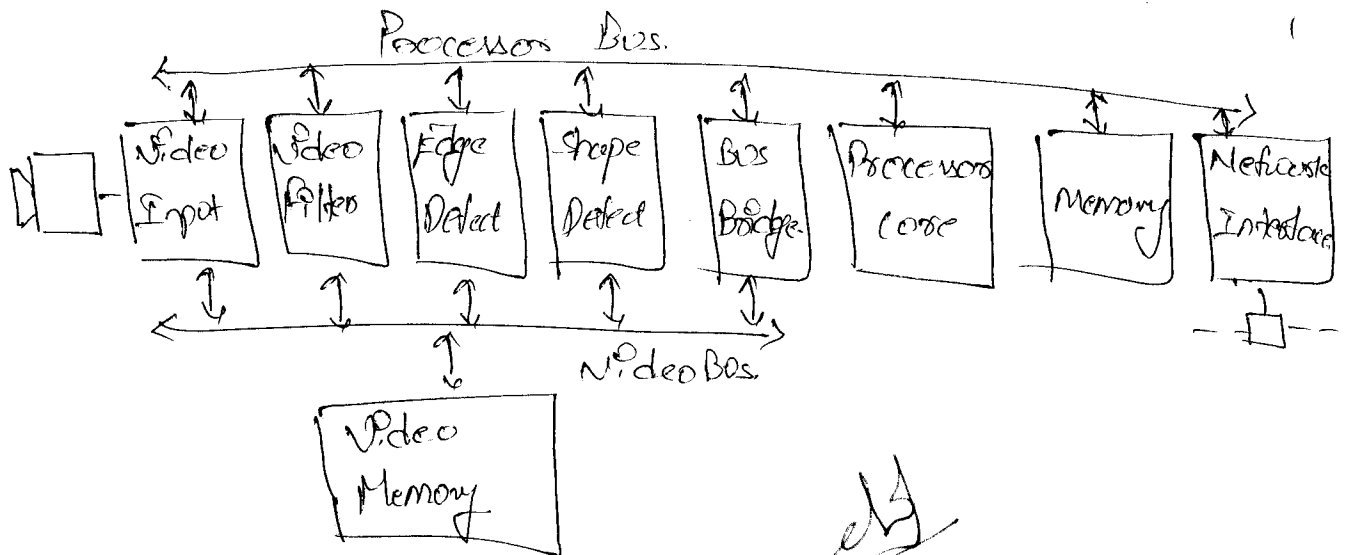 Processor Bus.
1
Video
Input
Video
Filter
Edge
Detect
Shape
Detect
Bus
Bridge
Processor
Core
Memory
Network
Interface
Video Bus.
Video
Memory